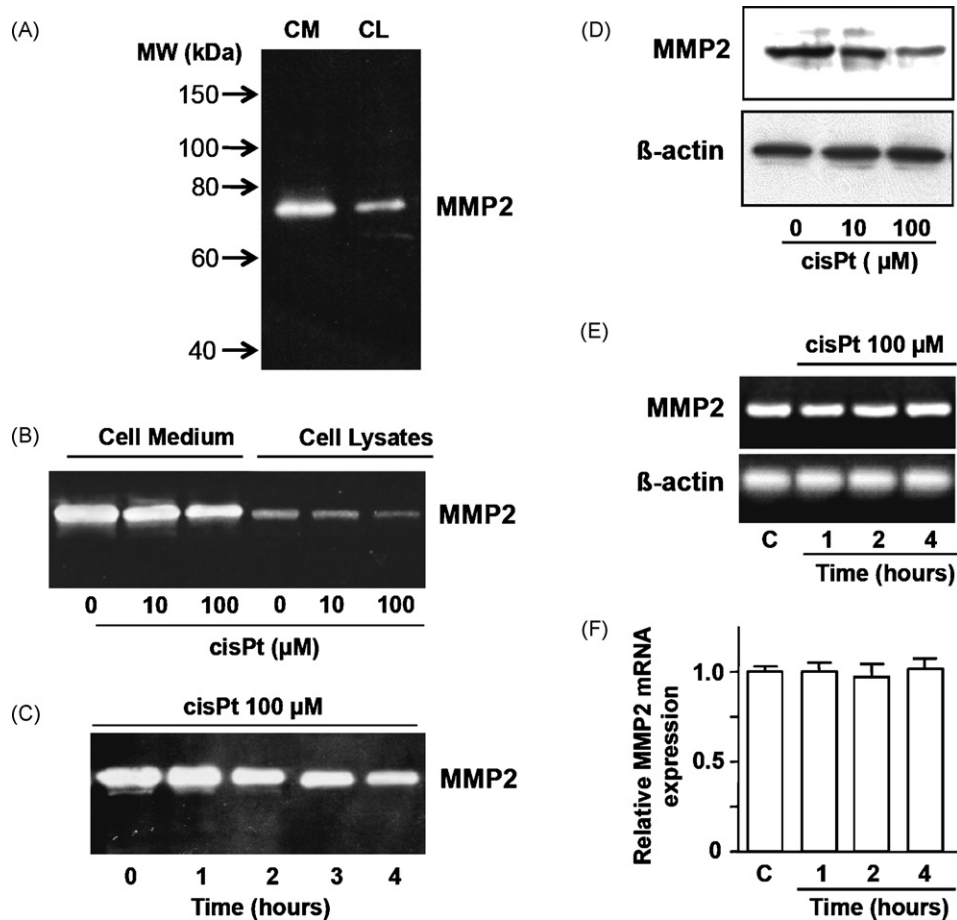 (A)
CM CL
MW (kDa)
150
100
80
MMP2
60
40
(B)
Cell Medium Cell Lysates
MMP2
0 10 100 0 10 100
cisPt (µM)
(C)
cisPt 100 µM
MMP2
0 1 2 3 4
Time (hours)
(D)
MMP2
ß-actin
0 10 100
cisPt ( µM)
(E)
cisPt 100 µM
MMP2
ß-actin
C 1 2 4
Time (hours)
(F)
Relative MMP2 mRNA
expression
1.0
0.5
0
C 1 2 4
Time (hours)